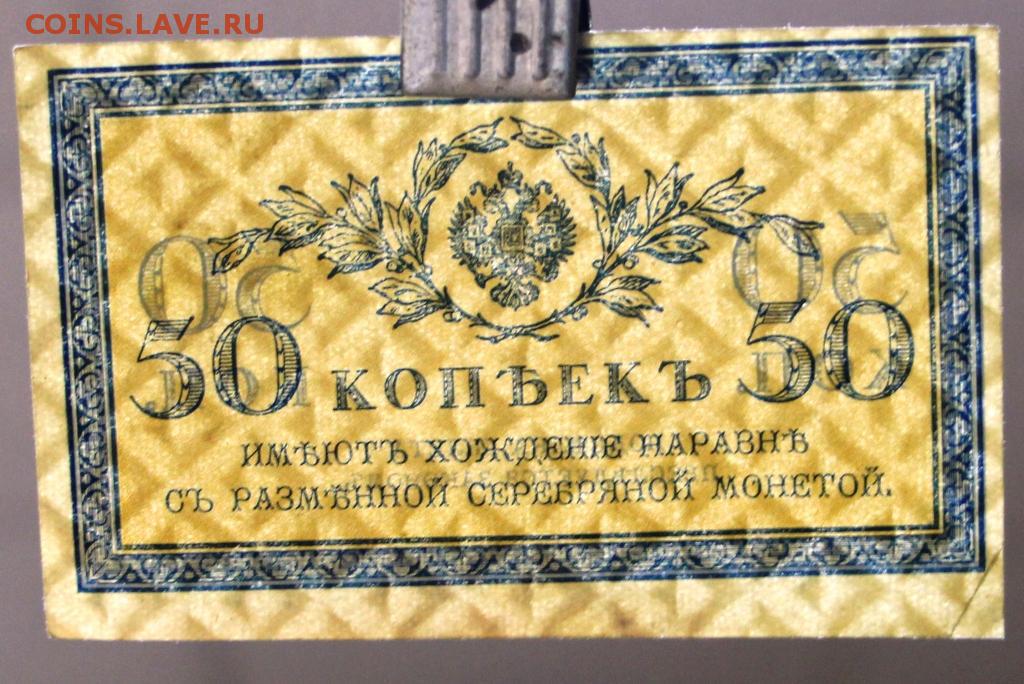 COINS.LAVE.RU
50 КОПѢЕКЪ 50
ИМѢЮТЪ ХОЖДЕНІЕ НАРАВНѢ
СЪ РАЗМѢННОЙ СЕРЕБРЯНОЙ МОНЕТОЙ.